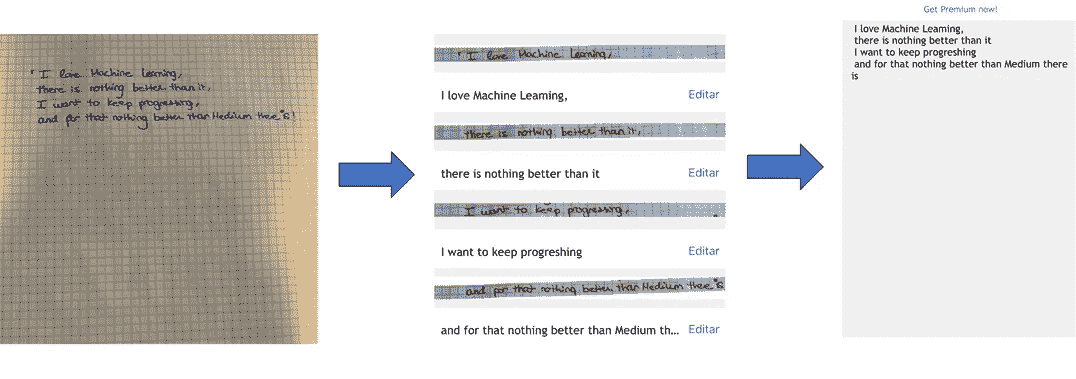 " I love Machine Learning,
there is nothing better than it,
I want to keep progressing,
and for that nothing better than Medium thee's!
I love Machine Learning,
I love Machine Leaming,
Editar
there is nothing better than it,
there is nothing better than it
Editar
I want to keep progressing,
I want to keep progreshing
Editar
and for that nothing better than Medium thee's
and for that nothing better than Medium th... Editar
Get Premium now!
I love Machine Leaming,
there is nothing better than it
I want to keep progreshing
and for that nothing better than Medium there
is